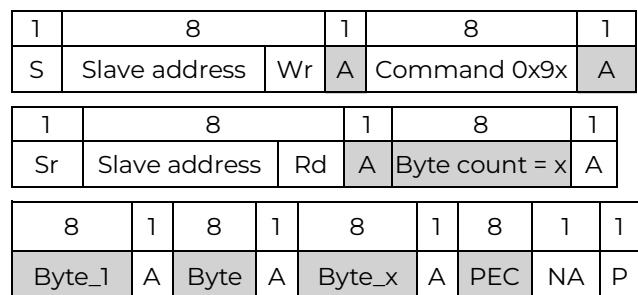 1 8 1 8 1
S Slave address Wr A Command 0x9x A
1 8 1 8 1
Sr Slave address Rd A Byte count = x A
8 1 8 1 8 1 8 1 1
Byte_1 A Byte A Byte_x A PEC NA P